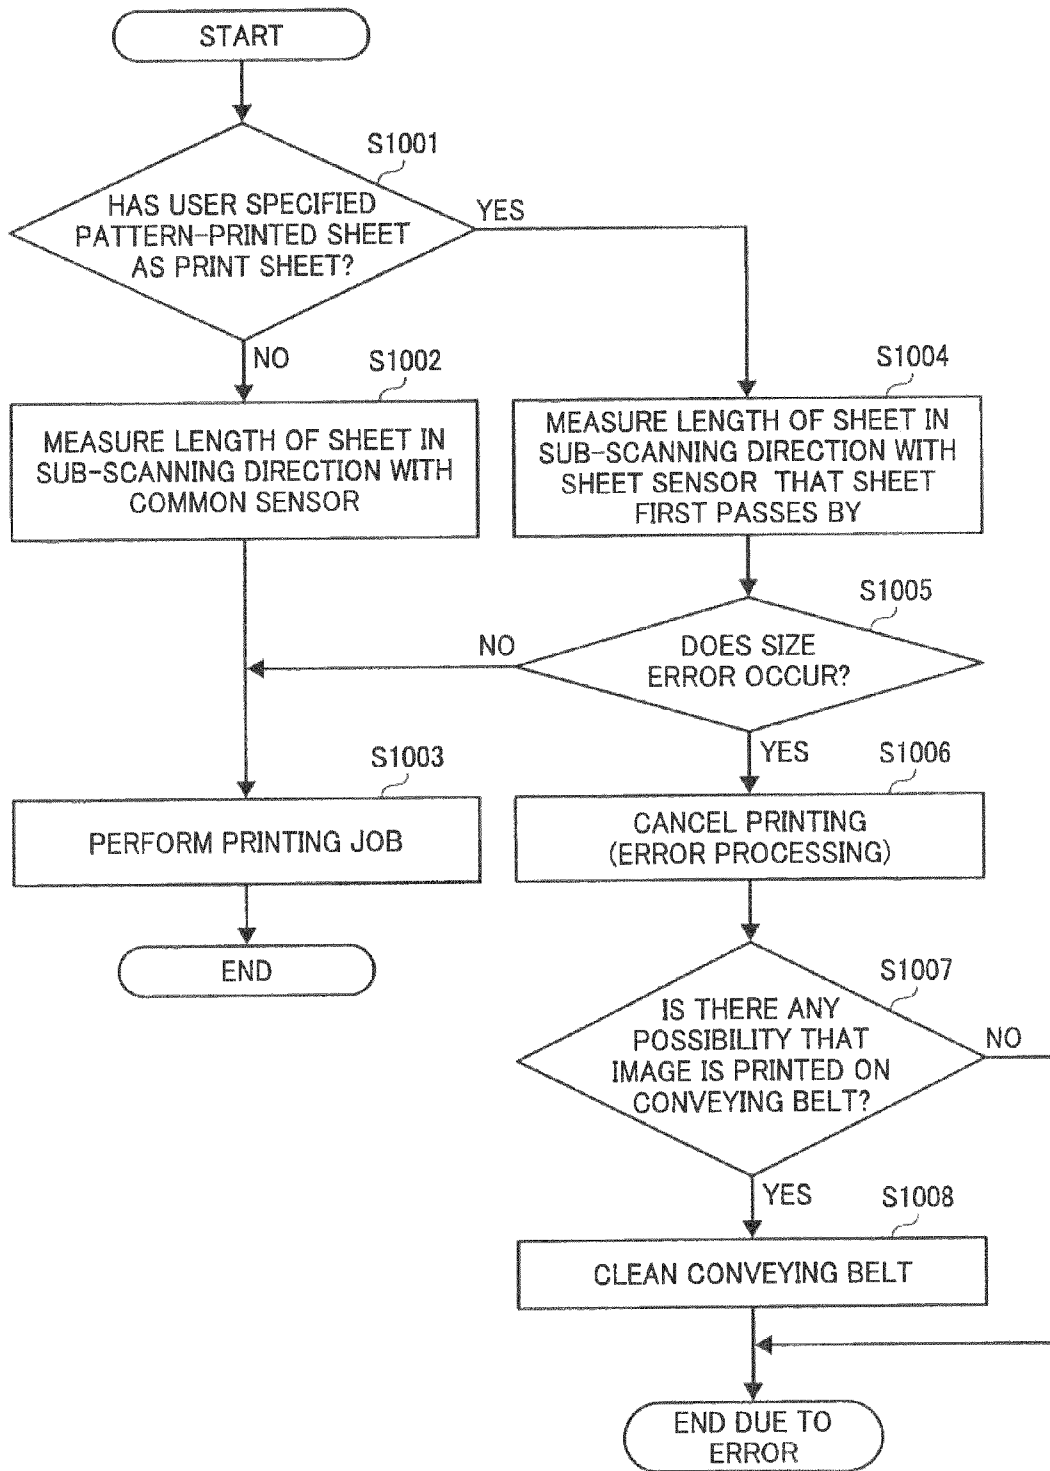 START
S1001
HAS USER SPECIFIED
PATTERN-PRINTED SHEET
AS PRINT SHEET?
YES
NO
S1002
MEASURE LENGTH OF SHEET IN
SUB-SCANNING DIRECTION WITH
COMMON SENSOR
S1004
MEASURE LENGTH OF SHEET IN
SUB-SCANNING DIRECTION WITH
SHEET SENSOR THAT SHEET
FIRST PASSES BY
S1005
DOES SIZE
ERROR OCCUR?
NO
YES
S1003
PERFORM PRINTING JOB
END
S1006
CANCEL PRINTING
(ERROR PROCESSING)
S1007
IS THERE ANY
POSSIBILITY THAT
IMAGE IS PRINTED ON
CONVEYING BELT?
NO
YES
S1008
CLEAN CONVEYING BELT
END DUE TO
ERROR